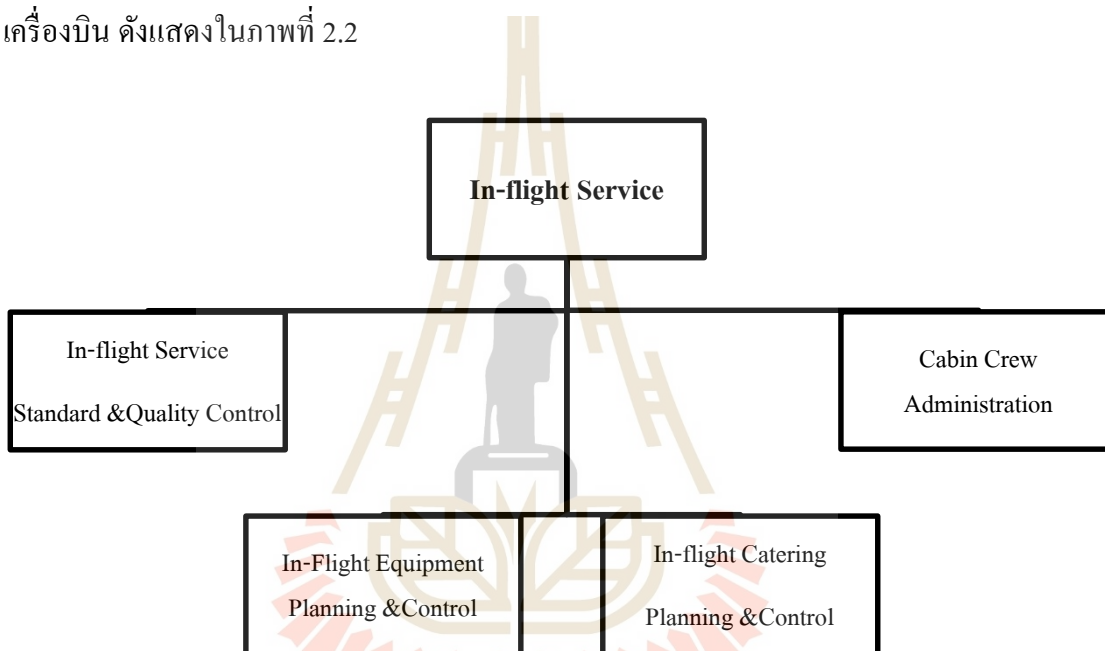 เครื่องบิน ดังแสดงในภาพที่ 2.2
In-flight Service
In-flight Service
Standard &Quality Control
Cabin Crew
Administration
In-Flight Equipment
Planning &Control
In-flight Catering
Planning &Control